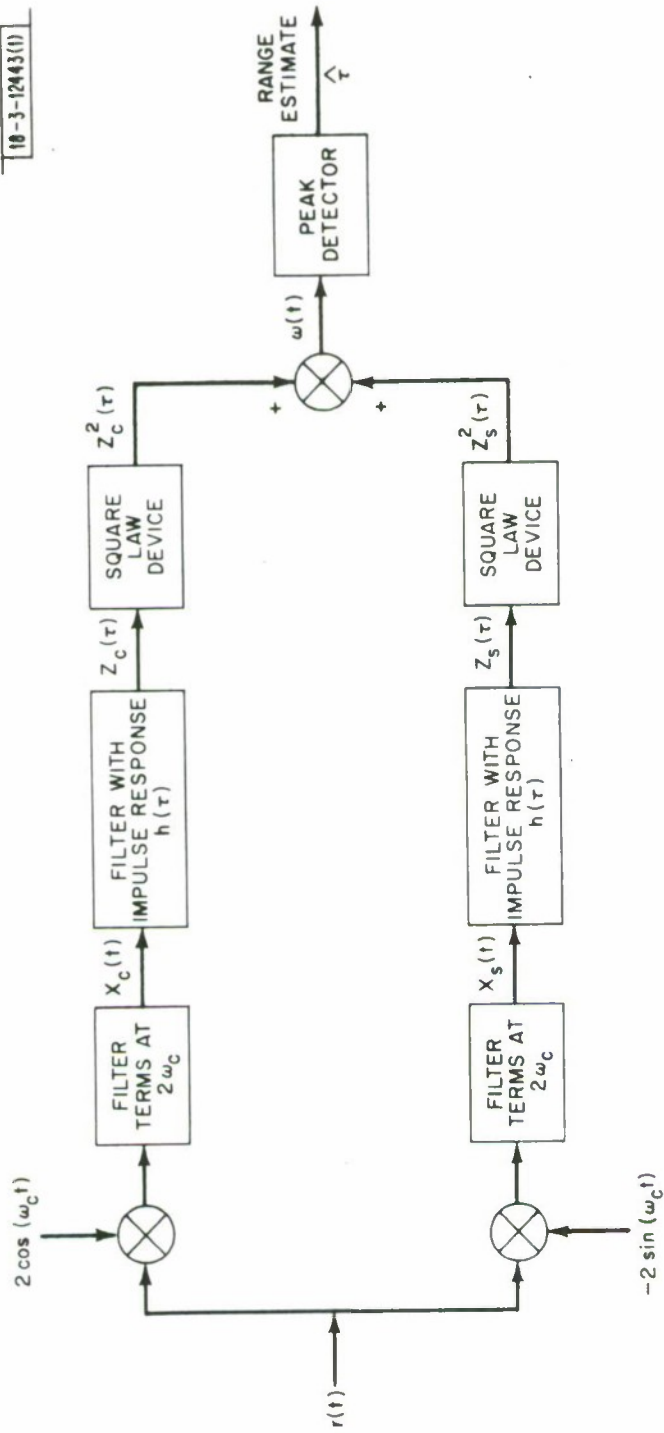 18-3-12443(1)
r(t)
2 cos (ω_c t)
FILTER
TERMS AT
2ω_c
X_c(t)
FILTER WITH
IMPULSE RESPONSE
h(τ)
Z_c(τ)
SQUARE
LAW
DEVICE
Z_c^2(τ)
-2 sin (ω_c t)
FILTER
TERMS AT
2ω_c
X_s(t)
FILTER WITH
IMPULSE RESPONSE
h(τ)
Z_s(τ)
SQUARE
LAW
DEVICE
Z_s^2(τ)
+
+
ω(t)
PEAK
DETECTOR
RANGE
ESTIMATE
τ̂